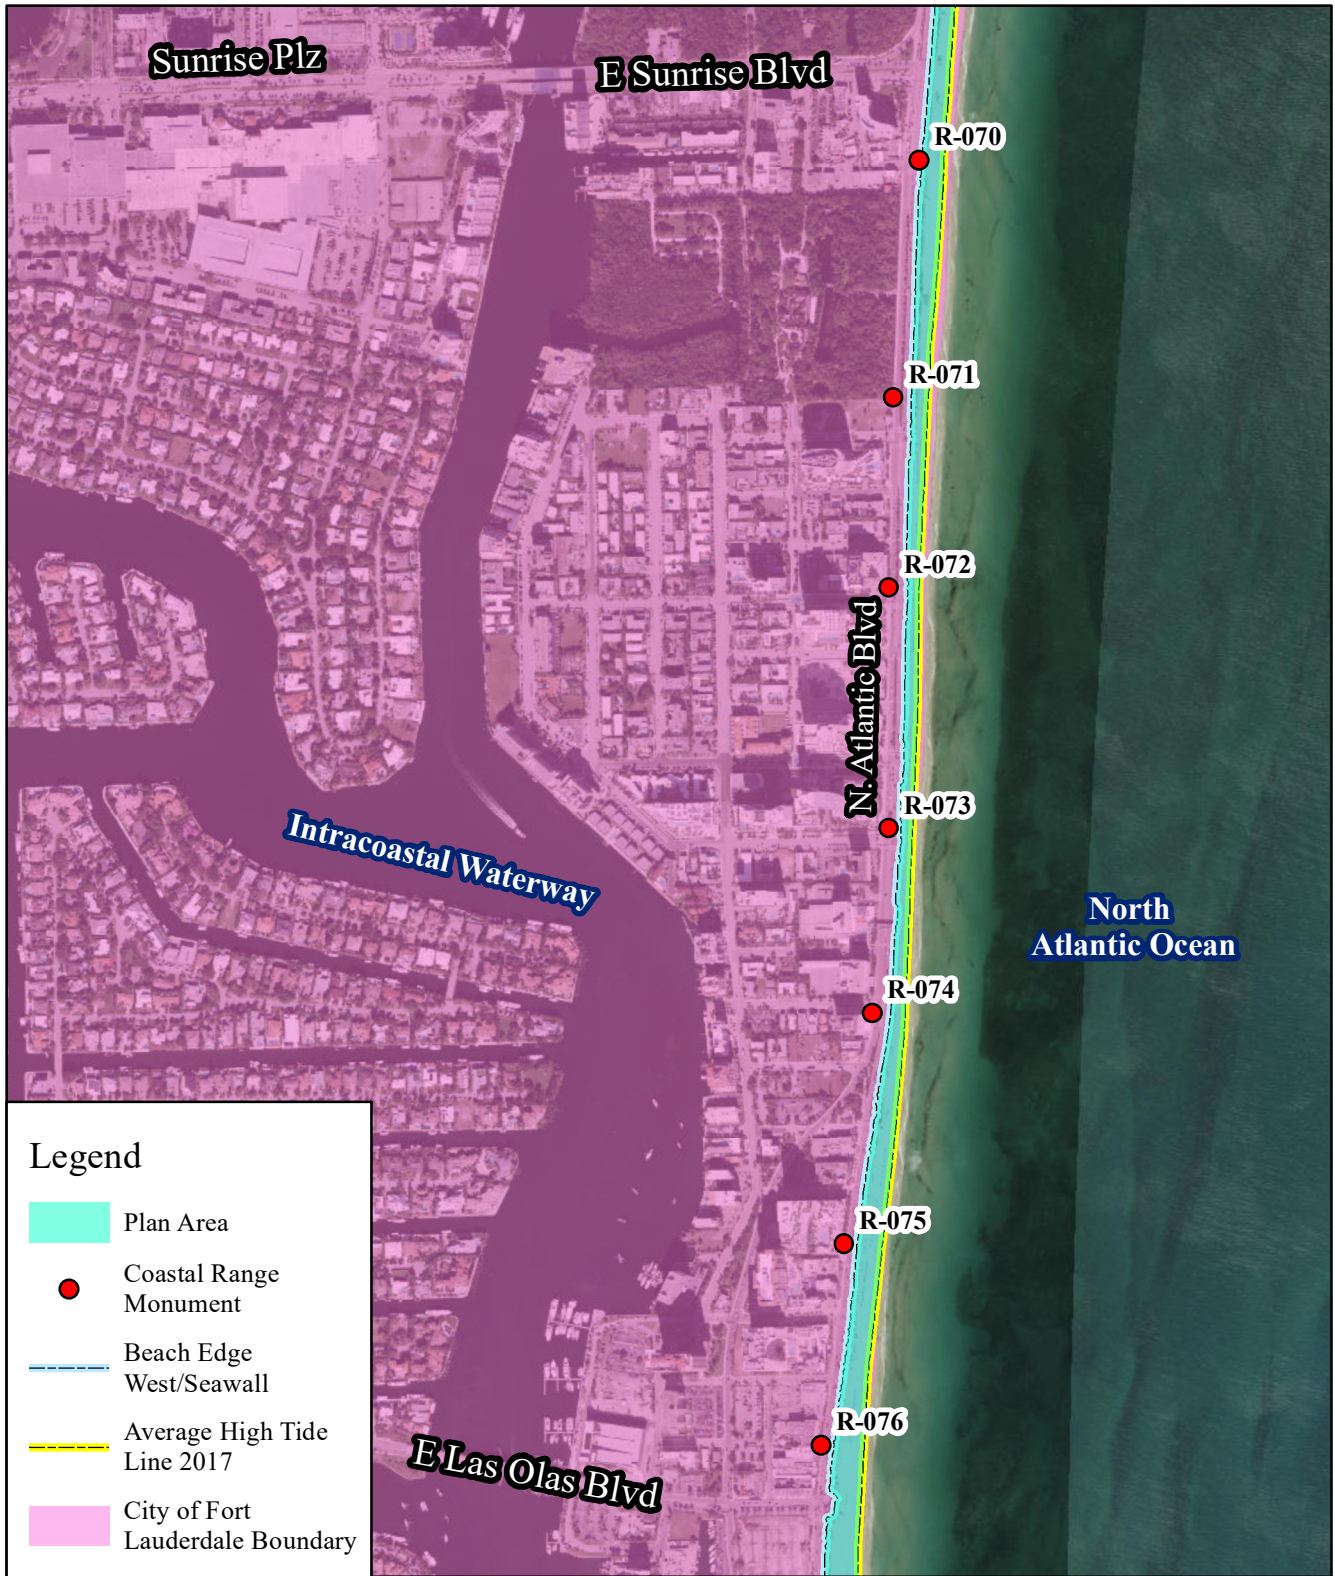 Sunrise Plz
E Sunrise Blvd
R-070
R-071
R-072
N. Atlantic Blvd
R-073
Intracoastal Waterway
North
Atlantic Ocean
R-074
R-075
R-076
E Las Olas Blvd
Legend
Plan Area
Coastal Range
Monument
Beach Edge
West/Seawall
Average High Tide
Line 2017
City of Fort
Lauderdale Boundary